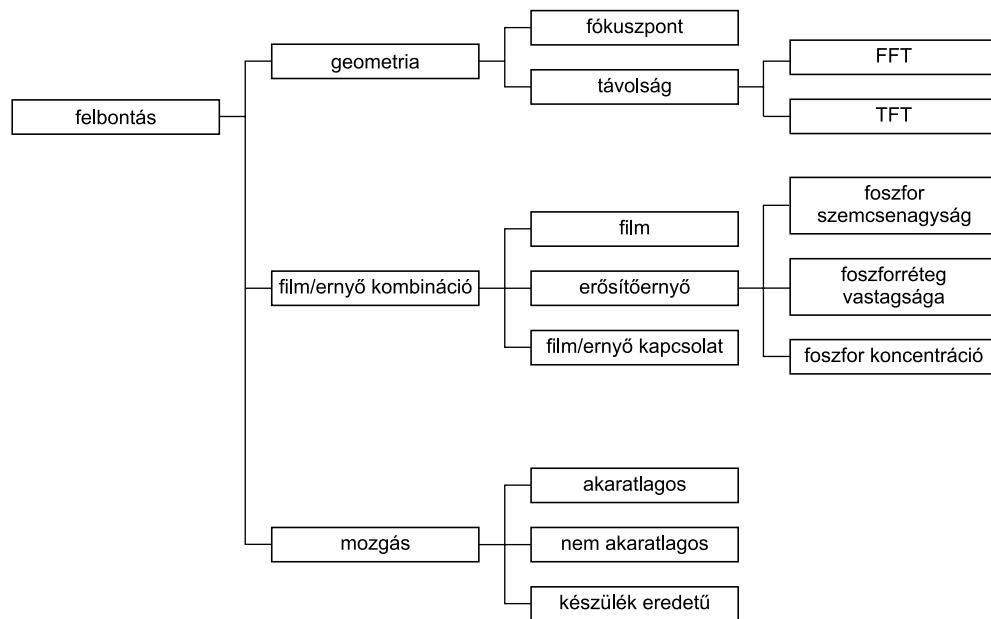 felbontás
geometria
fókuszpont
távolság
FFT
TFT
film/ernyő kombináció
film
erősítőernyő
foszfor
szemcsenagyság
foszforréteg
vastagsága
foszfor koncentráció
film/ernyő kapcsolat
mozgás
akaratlagos
nem akaratlagos
készülék eredetű